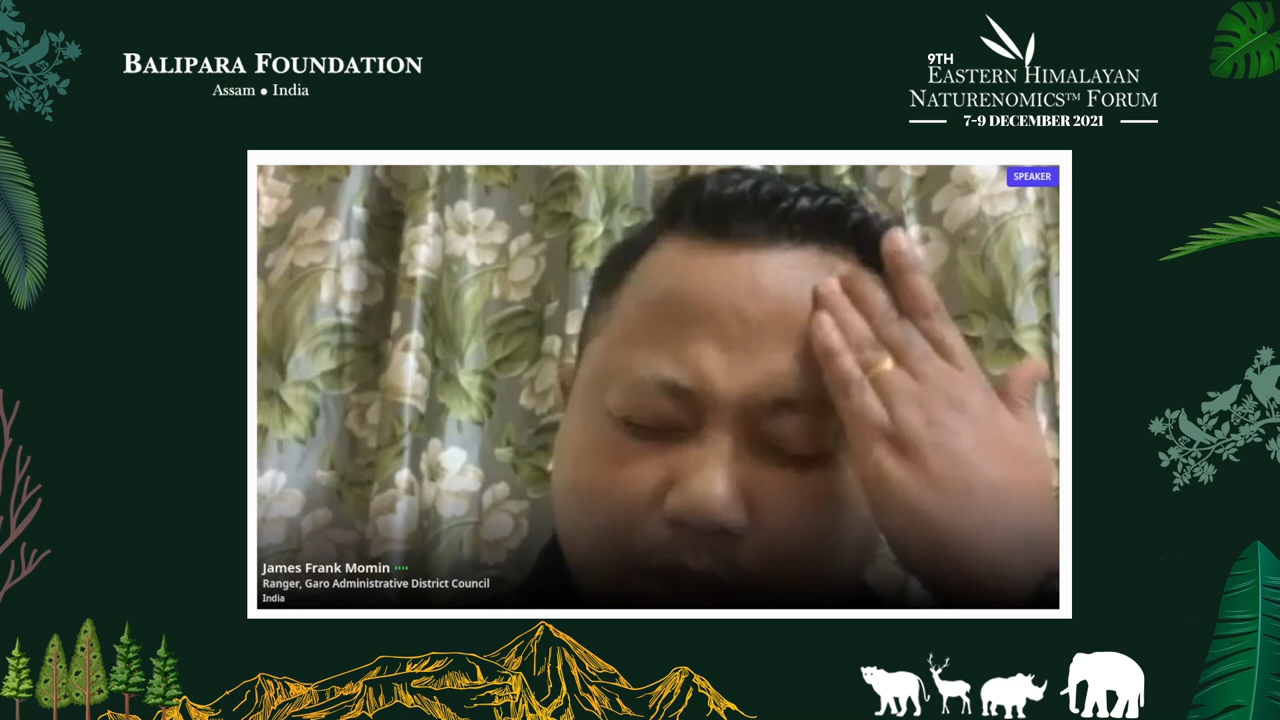 BALIPARA FOUNDATION
Assam • India
9TH
EASTERN HIMALAYAN
NATURENOMICS™ FORUM
7-9 DECEMBER 2021
SPEAKER
James Frank Momin
Ranger, Garo Administrative District Council
India